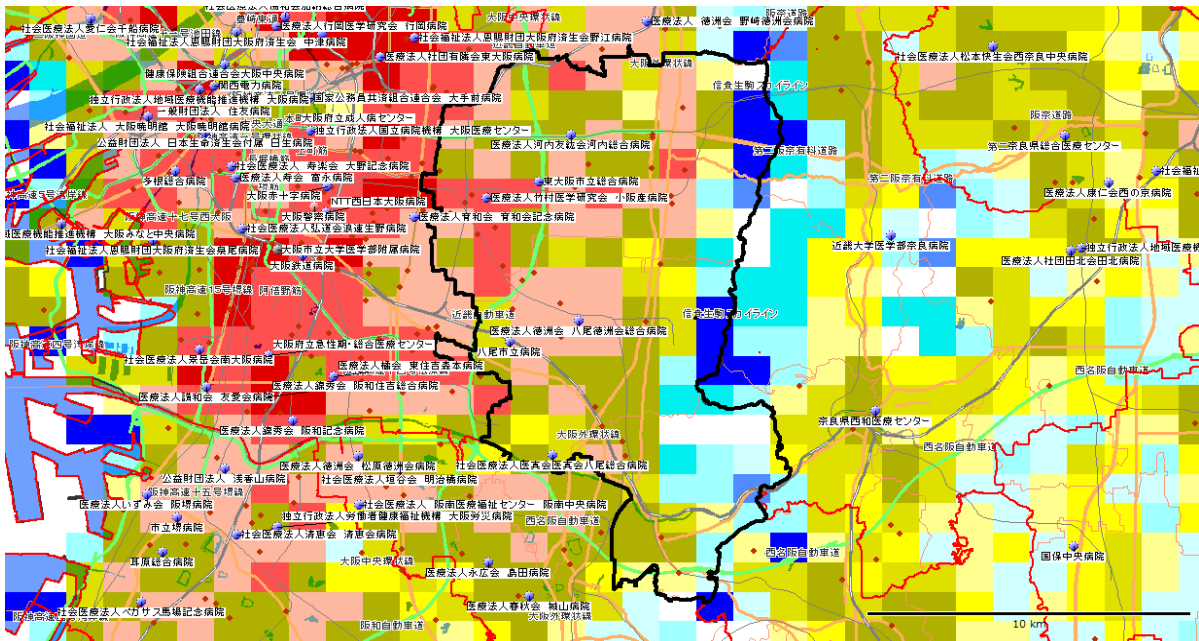 社会医療法人愛仁会千船病院
大阪中央環状線
医療法人行岡医学研究会 行岡病院
医療法人 徳洲会 野崎徳洲会病院
阪奈道路
社会福祉法人恩賜財団大阪府済生会 中津病院
社会福祉法人恩賜財団大阪府済生会野江病院
社会医療法人松本快生会西奈良中央病院
医療法人社団有隣会東大阪病院
大阪外環状線
健康保険組合連合会大阪中央病院
関西電力病院
信貴生駒スカイライン
独立行政法人地域医療機能推進機構 大阪病院
国家公務員共済組合連合会 大手前病院
一般財団法人 住友病院
大阪府立成人病センター
阪奈道路
社会福祉法人 大阪暁明館 大阪暁明館病院
独立行政法人国立病院機構 大阪医療センター
公益財団法人 日本生命済生会付属 日生病院
医療法人河内友紘会河内総合病院
第二阪奈有料道路
第二奈良県総合医療センター
社会医療法人 寿楽会 大野記念病院
多根総合病院
医療法人寿会 富永病院
東大阪市立総合病院
第二阪奈有料道路
医療法人康仁会西の京病院
社会福
大阪赤十字病院
NTT西日本大阪病院
医療法人竹村医学研究会 小阪産病院
阪神高速十七号西大阪
大阪警察病院
医療法人育和会 育和会記念病院
域医療機能推進機構 大阪みなと中央病院
社会医療法人弘道会浪速生野病院
近畿大学医学部奈良病院
社会福祉法人恩賜財団大阪府済生会泉尾病院
大阪市立大学医学部附属病院
独立行政法人地域医療機
医療法人社団田北会田北病院
大阪鉄道病院
阪神高速15号堺線
阿倍野筋
近畿自動車道
信貴生駒スカイライン
医療法人徳洲会 八尾徳洲会総合病院
大阪府立急性期・総合医療センター
八尾市立病院
社会医療法人景岳会南大阪病院
医療法人橘会 東住吉森本病院
西名阪自動車道
医療法人錦秀会 阪和住吉総合病院
医療法人讃和会 友愛会病院
奈良県西和医療センター
医療法人錦秀会 阪和記念病院
大阪外環状線
西名阪自動車道
医療法人徳洲会 松原徳洲会病院
社会医療法人医真会医真会八尾総合病院
公益財団法人 浅香山病院
社会医療法人垣谷会 明治橋病院
阪神高速十五号堺線
医療法人いずみ会 阪堺病院
社会医療法人 阪南医療福祉センター 阪南中央病院
独立行政法人労働者健康福祉機構 大阪労災病院
市立堺病院
西名阪自動車道
社会医療法人清恵会 清恵会病院
西名阪自動車道
国保中央病院
耳原総合病院
大阪中央環状線
医療法人永広会 島田病院
社会医療法人ペガサス馬場記念病院
医療法人春秋会 城山病院
大阪外環状線
阪和自動車道
10 km